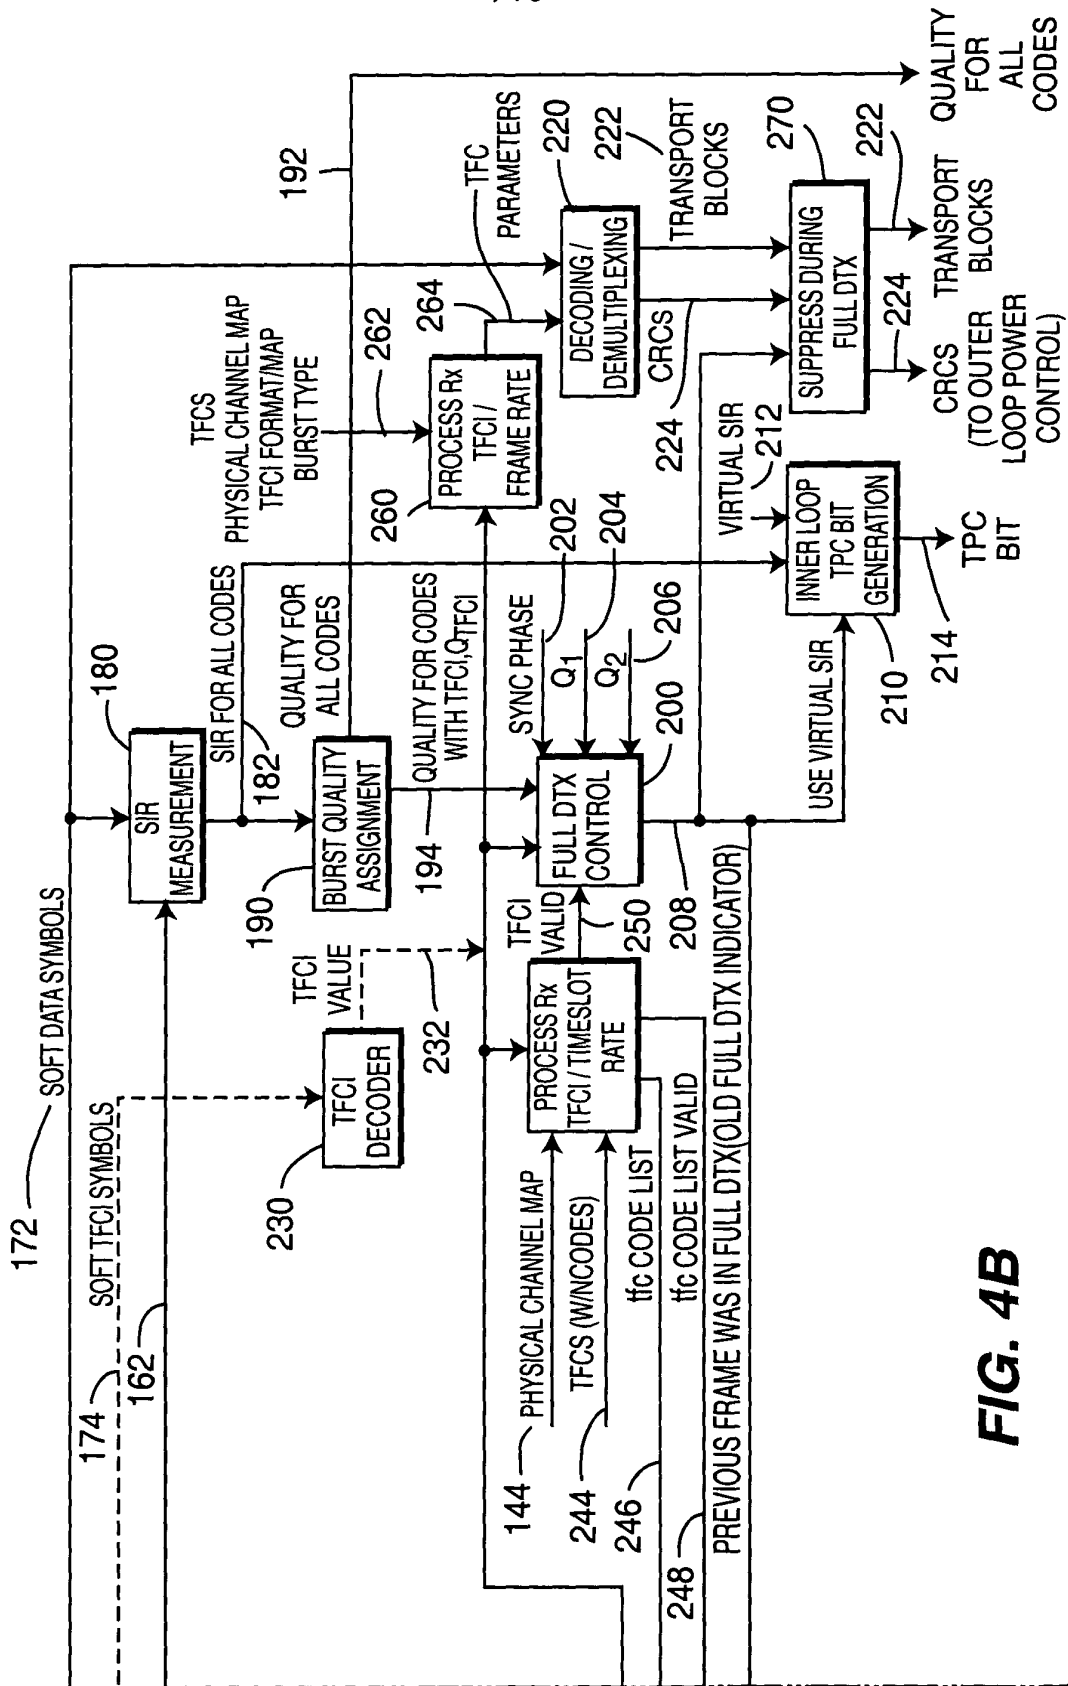 172
SOFT DATA SYMBOLS
174
SOFT TFCI SYMBOLS
162
180
SIR
MEASUREMENT
SIR FOR ALL CODES
182
TFCS
PHYSICAL CHANNEL MAP
TFCI FORMAT/MAP
BURST TYPE
262
192
QUALITY
FOR
ALL
CODES
230
TFCI
DECODER
TFCI
VALUE
232
190
BURST QUALITY
ASSIGNMENT
QUALITY FOR
ALL CODES
194
QUALITY FOR CODES
WITH TFCI,QTFCI
260
PROCESS Rx
TFCI /
FRAME RATE
264
TFC
PARAMETERS
220
DECODING /
DEMULTIPLEXING
222
TRANSPORT
BLOCKS
CRCS
224
144
PHYSICAL CHANNEL MAP
244
TFCS (W/NCODES)
PROCESS Rx
TFCI / TIMESLOT
RATE
TFCI
VALID
250
FULL DTX
CONTROL
200
SYNC PHASE
202
Q1
204
Q2
206
208
246
tfc CODE LIST
248
tfc CODE LIST VALID
PREVIOUS FRAME WAS IN FULL DTX(OLD FULL DTX INDICATOR)
USE VIRTUAL SIR
VIRTUAL SIR
212
210
INNER LOOP
TPC BIT
GENERATION
214
TPC
BIT
270
SUPPRESS DURING
FULL DTX
224
CRCS
(TO OUTER
LOOP POWER
CONTROL)
222
TRANSPORT
BLOCKS
FIG. 4B